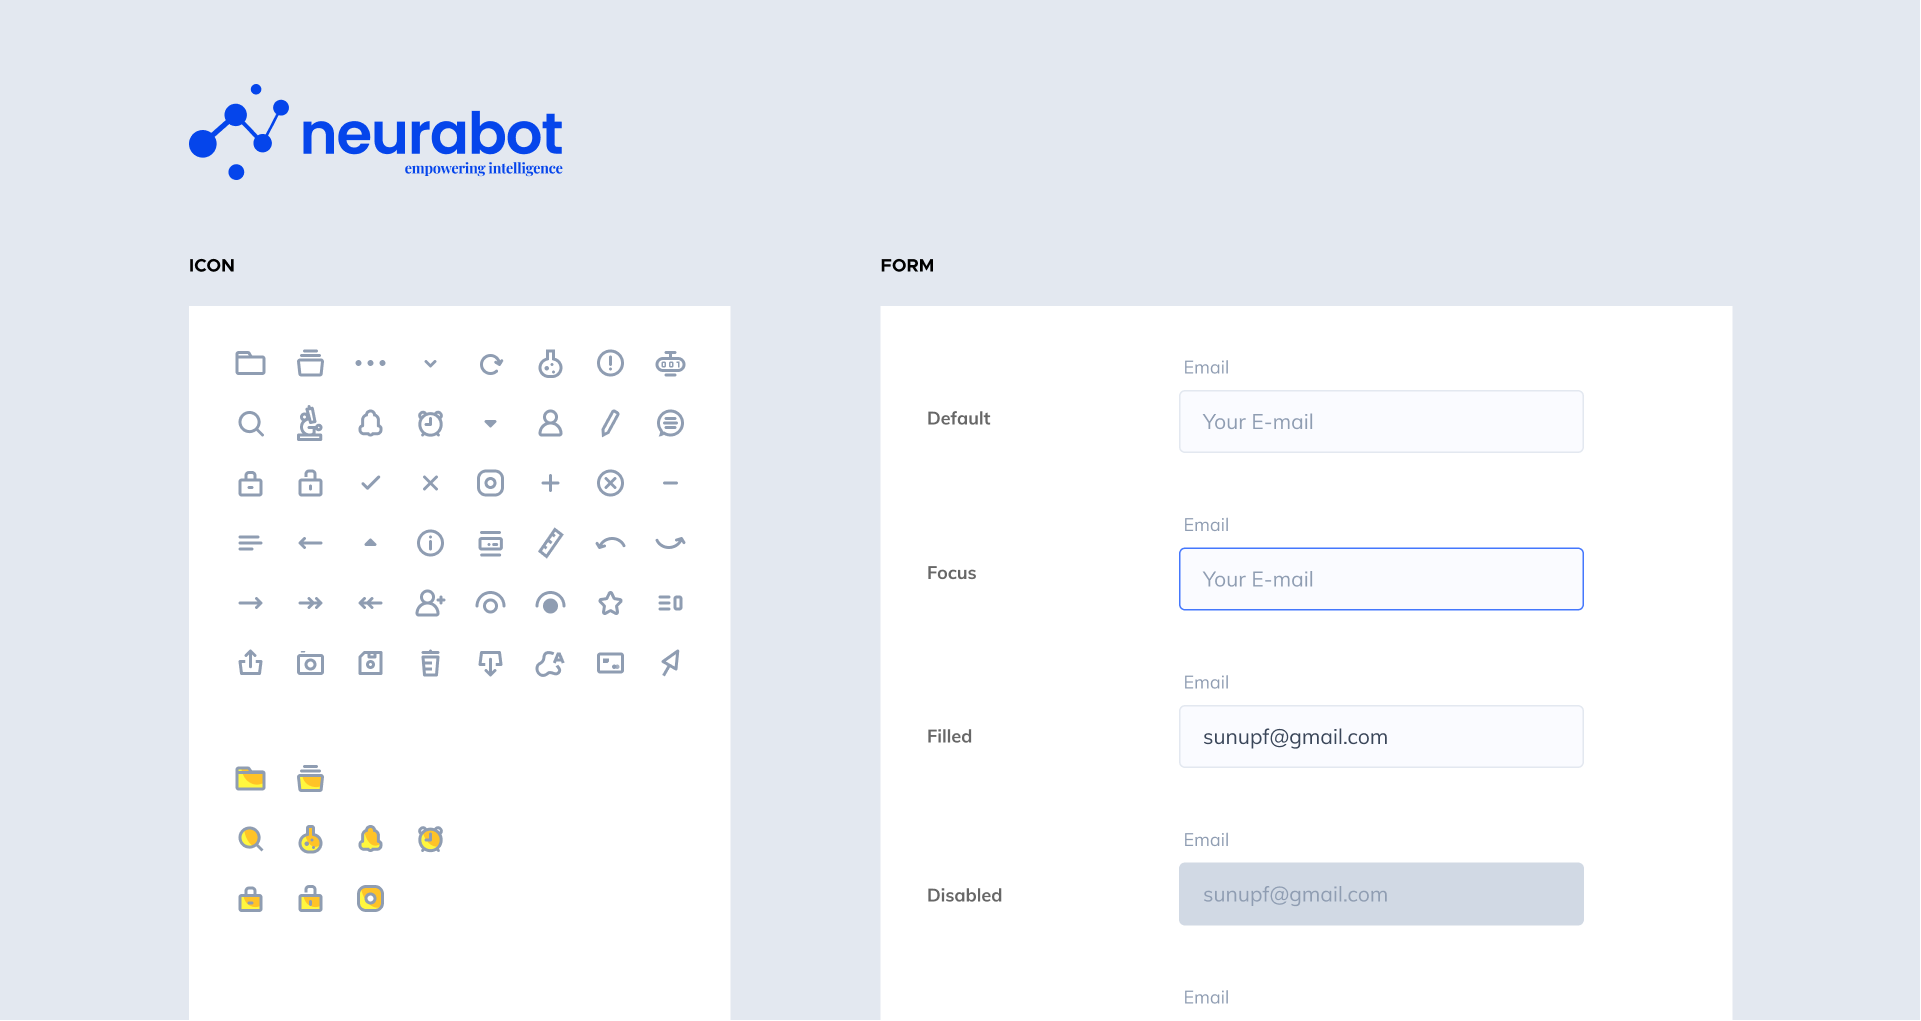 neurabot
empowering intelligence
ICON
FORM
001
Email
Default
Your E-mail
Email
Focus
Your E-mail
Email
Filled
sunupf@gmail.com
Email
Disabled
sunupf@gmail.com
Email